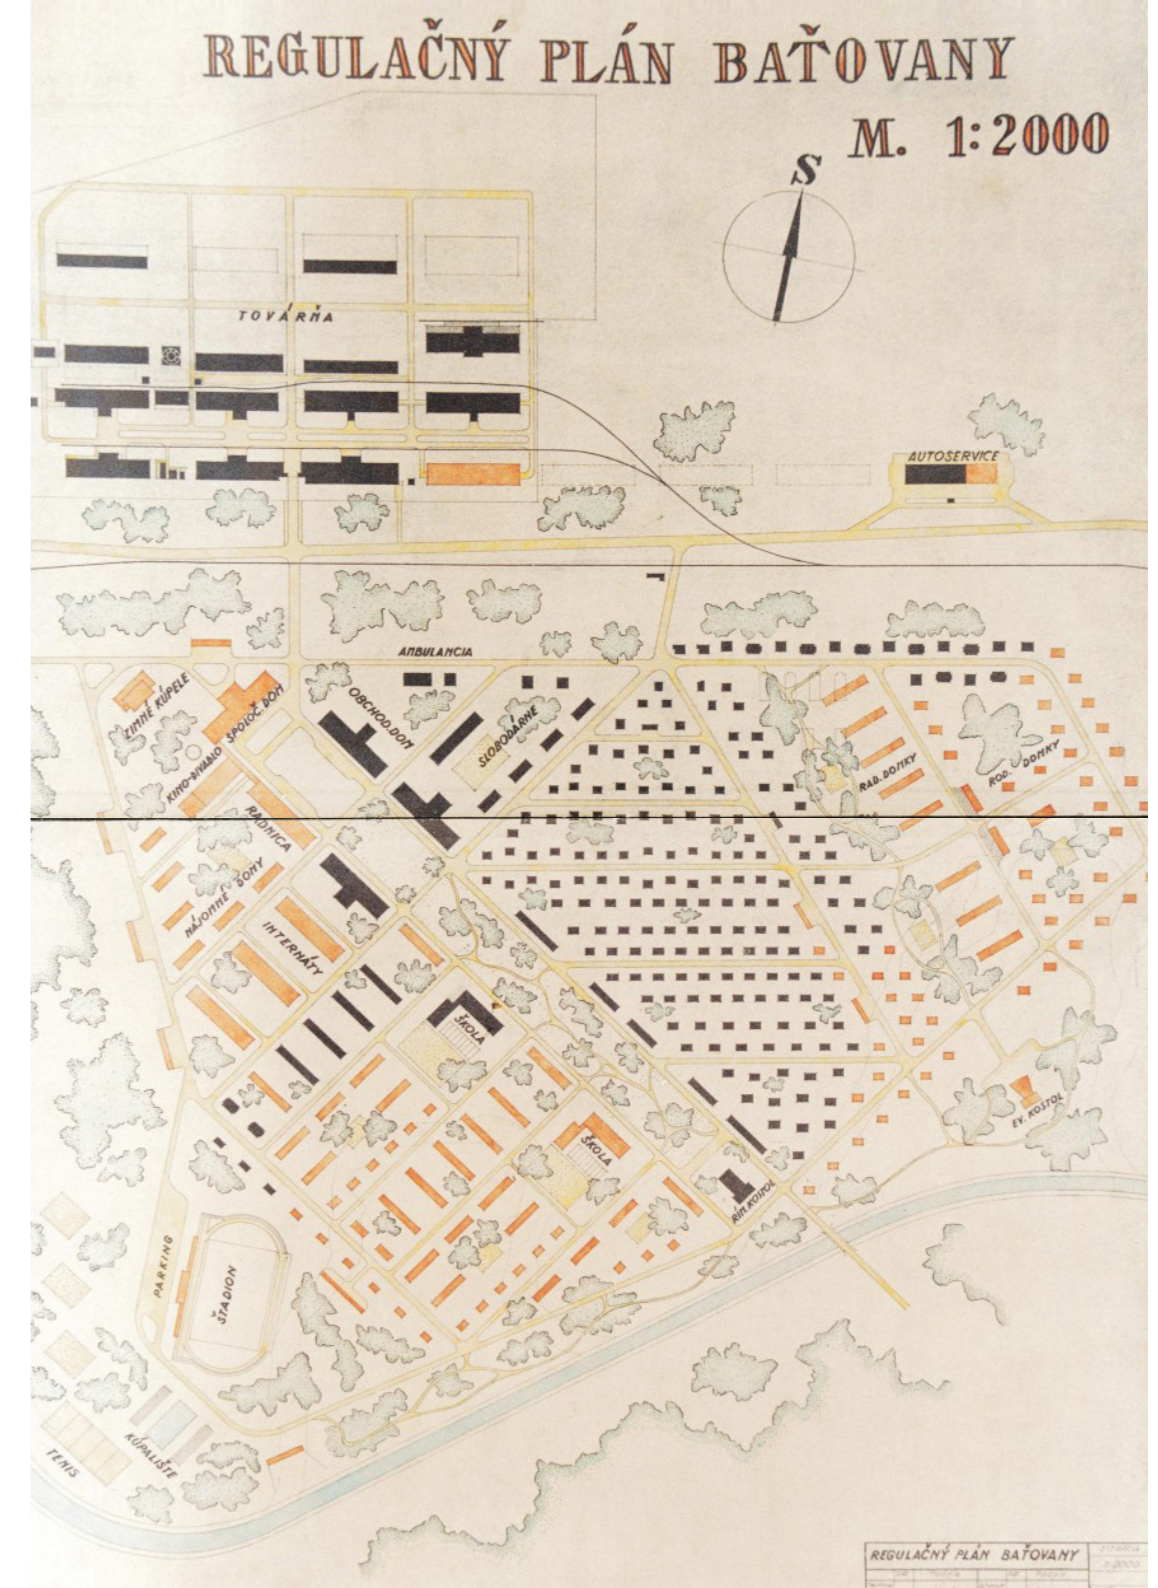 REGULAČNÝ PLÁN BAŤOVANY
M. 1:2000
S
TOVÁRŇA
AUTOSERVICE
AMBULANCIA
ZIMNÉ KÚPELE
SPOLOČ. DOM
OBCHOD. DOM
SLOBODÁRNE
KINO-DIVADLO
RADNICA
RAD. DOMKY
ROD. DOMKY
NÁJOMNÉ DOMY
INTERNÁTY
ŠKOLA
ŠKOLA
EV. KOSTOL
RÍM. KOSTOL
PARKING
ŠTADION
KÚPALIŠTE
TENIS
REGULAČNÝ PLÁN BAŤOVANY